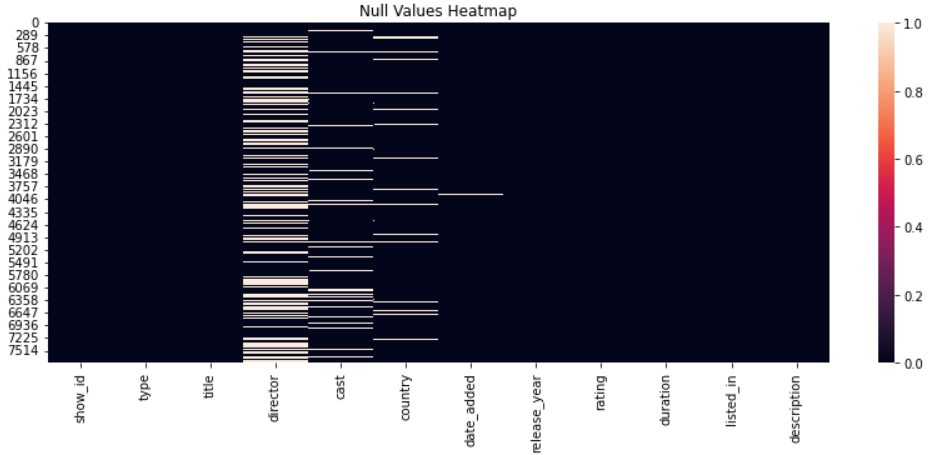 Null Values Heatmap
0
289
578
867
1156
1445
1734
2023
2312
2601
2890
3179
3468
3757
4046
4335
4624
4913
5202
5491
5780
6069
6358
6647
6936
7225
7514
1.0
0.8
0.6
0.4
0.2
0.0
show_id
type
title
director
cast
country
date_added
release_year
rating
duration
listed_in
description